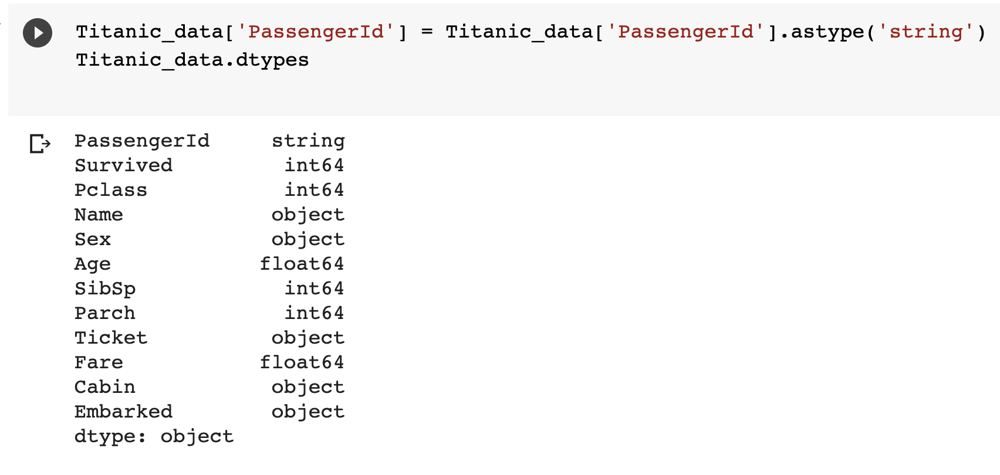 Titanic_data['PassengerId'] = Titanic_data['PassengerId'].astype('string')
Titanic_data.dtypes
PassengerId     string
Survived         int64
Pclass           int64
Name            object
Sex             object
Age            float64
SibSp            int64
Parch            int64
Ticket          object
Fare           float64
Cabin           object
Embarked        object
dtype: object